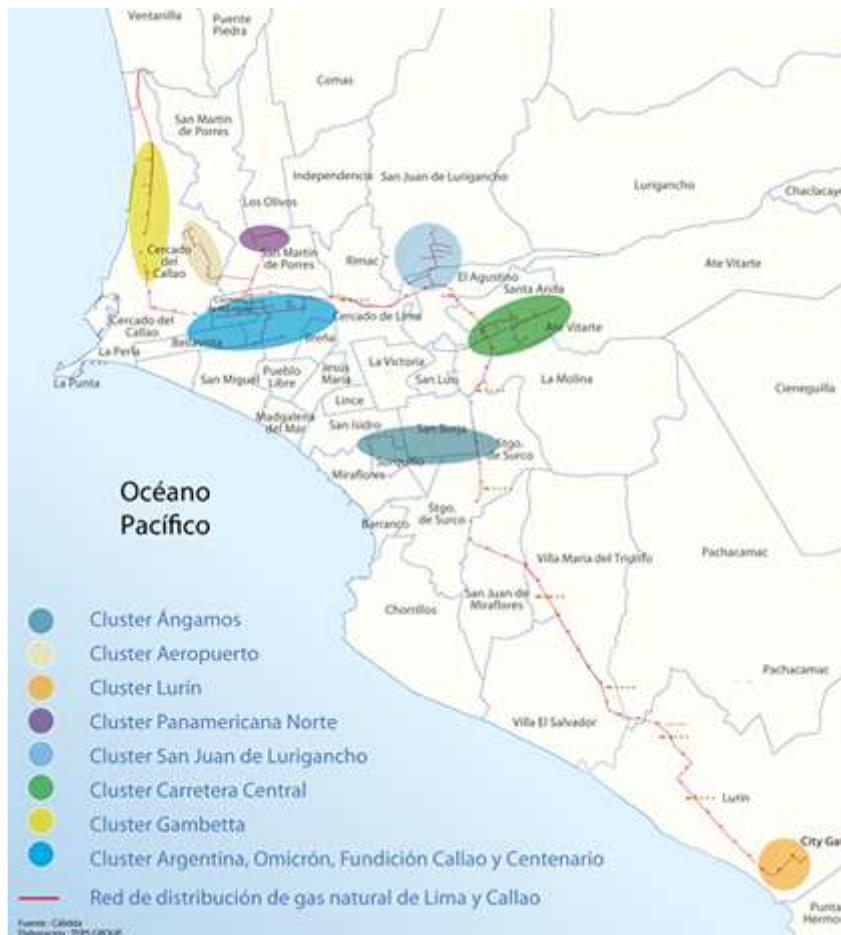 Ventanilla
Puente
Piedra
Comas
San Martin
de Porres
Independencia
San Juan de Lurigancho
Lurigancho
Chaclacayo
Los Olivos
Cercado
del
Callao
San Martin
de Porres
Rimac
El Agustino
Santa Anita
Ate Vitarte
Cercado del
Callao
Cercado de Lima
Ate Vitarte
Bellavista
Breña
La Perla
La Punta
San Miguel
Pueblo
Libre
Jesús
María
La Victoria
San Luis
La Molina
Cieneguilla
Lince
Madgalena
del Mar
San Isidro
San Borja
Stgo.
de Surco
Surquillo
Miraflores
Océano
Pacífico
Barranco
Stgo.
de Surco
Villa Maria del Triunfo
Pachacamac
Chorrillos
San Juan de
Miraflores
Pachacamac
Villa El Salvador
Lurin
City Gat
Punta
Hermos
Cluster Ángamos
Cluster Aeropuerto
Cluster Lurín
Cluster Panamericana Norte
Cluster San Juan de Lurigancho
Cluster Carretera Central
Cluster Gambetta
Cluster Argentina, Omicrón, Fundición Callao y Centenario
Red de distribución de gas natural de Lima y Callao
Fuente: Cálidda